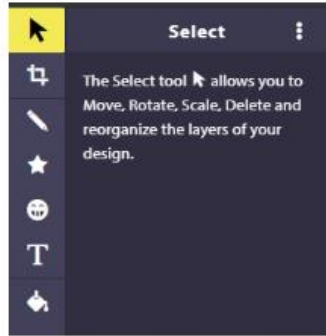 Select
The Select tool allows you to
Move, Rotate, Scale, Delete and
reorganize the layers of your
design.
T